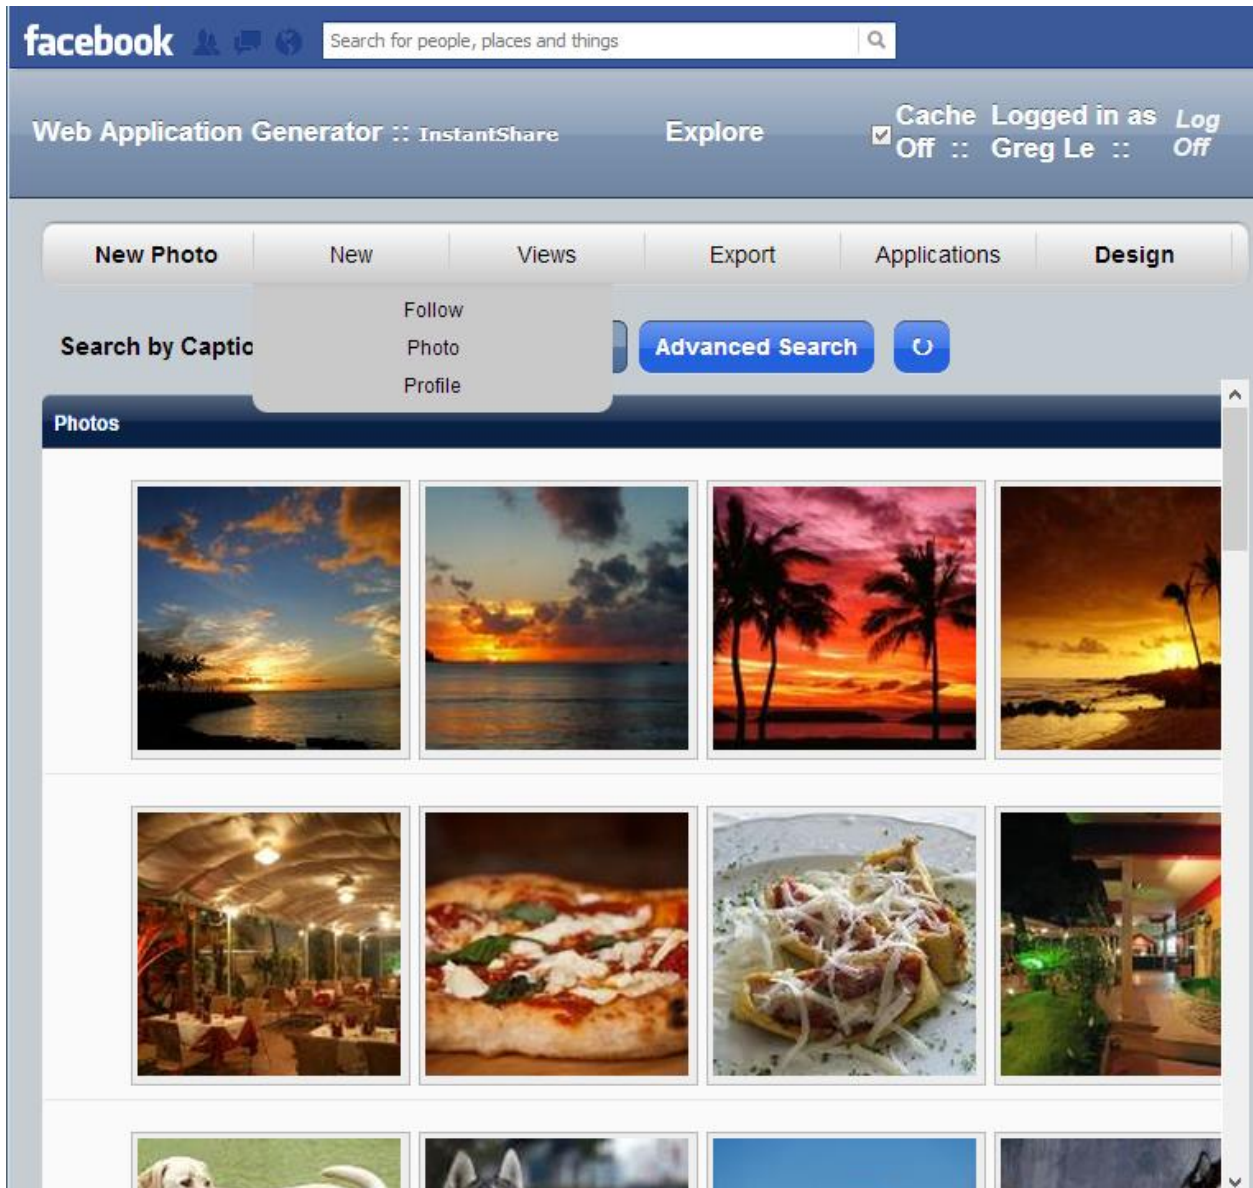 facebook Search for people, places and things
Web Application Generator :: InstantShare Explore Cache Off :: Logged in as Greg Le :: Log Off
New Photo New Views Export Applications Design
Follow
Search by Captio Photo Advanced Search
Profile
Photos